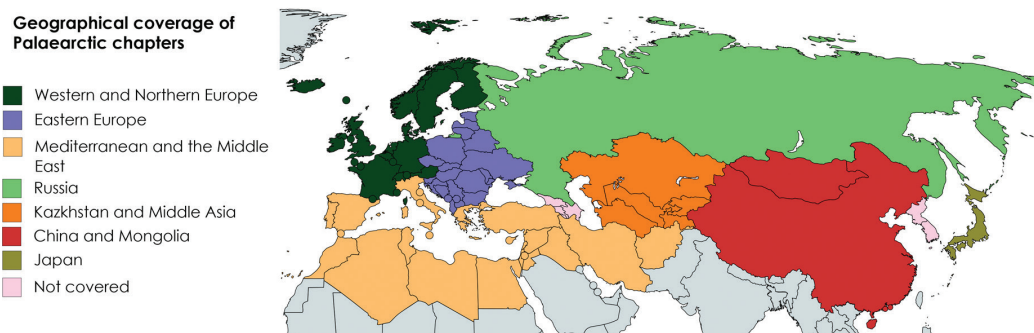 Geographical coverage of
Palaearctic chapters
Western and Northern Europe
Eastern Europe
Mediterranean and the Middle
East
Russia
Kazkhstan and Middle Asia
China and Mongolia
Japan
Not covered